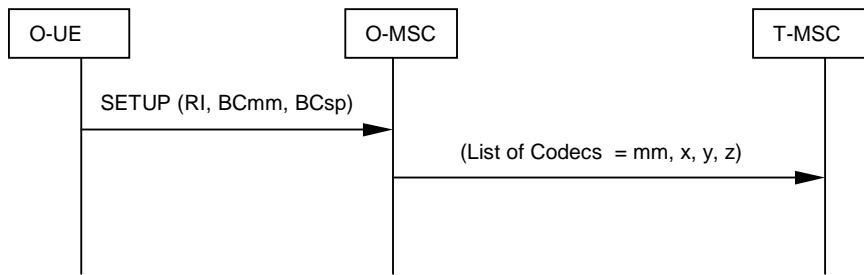 O-UE
O-MSC
T-MSC
SETUP (RI, BCmm, BCsp)
(List of Codecs = mm, x, y, z)